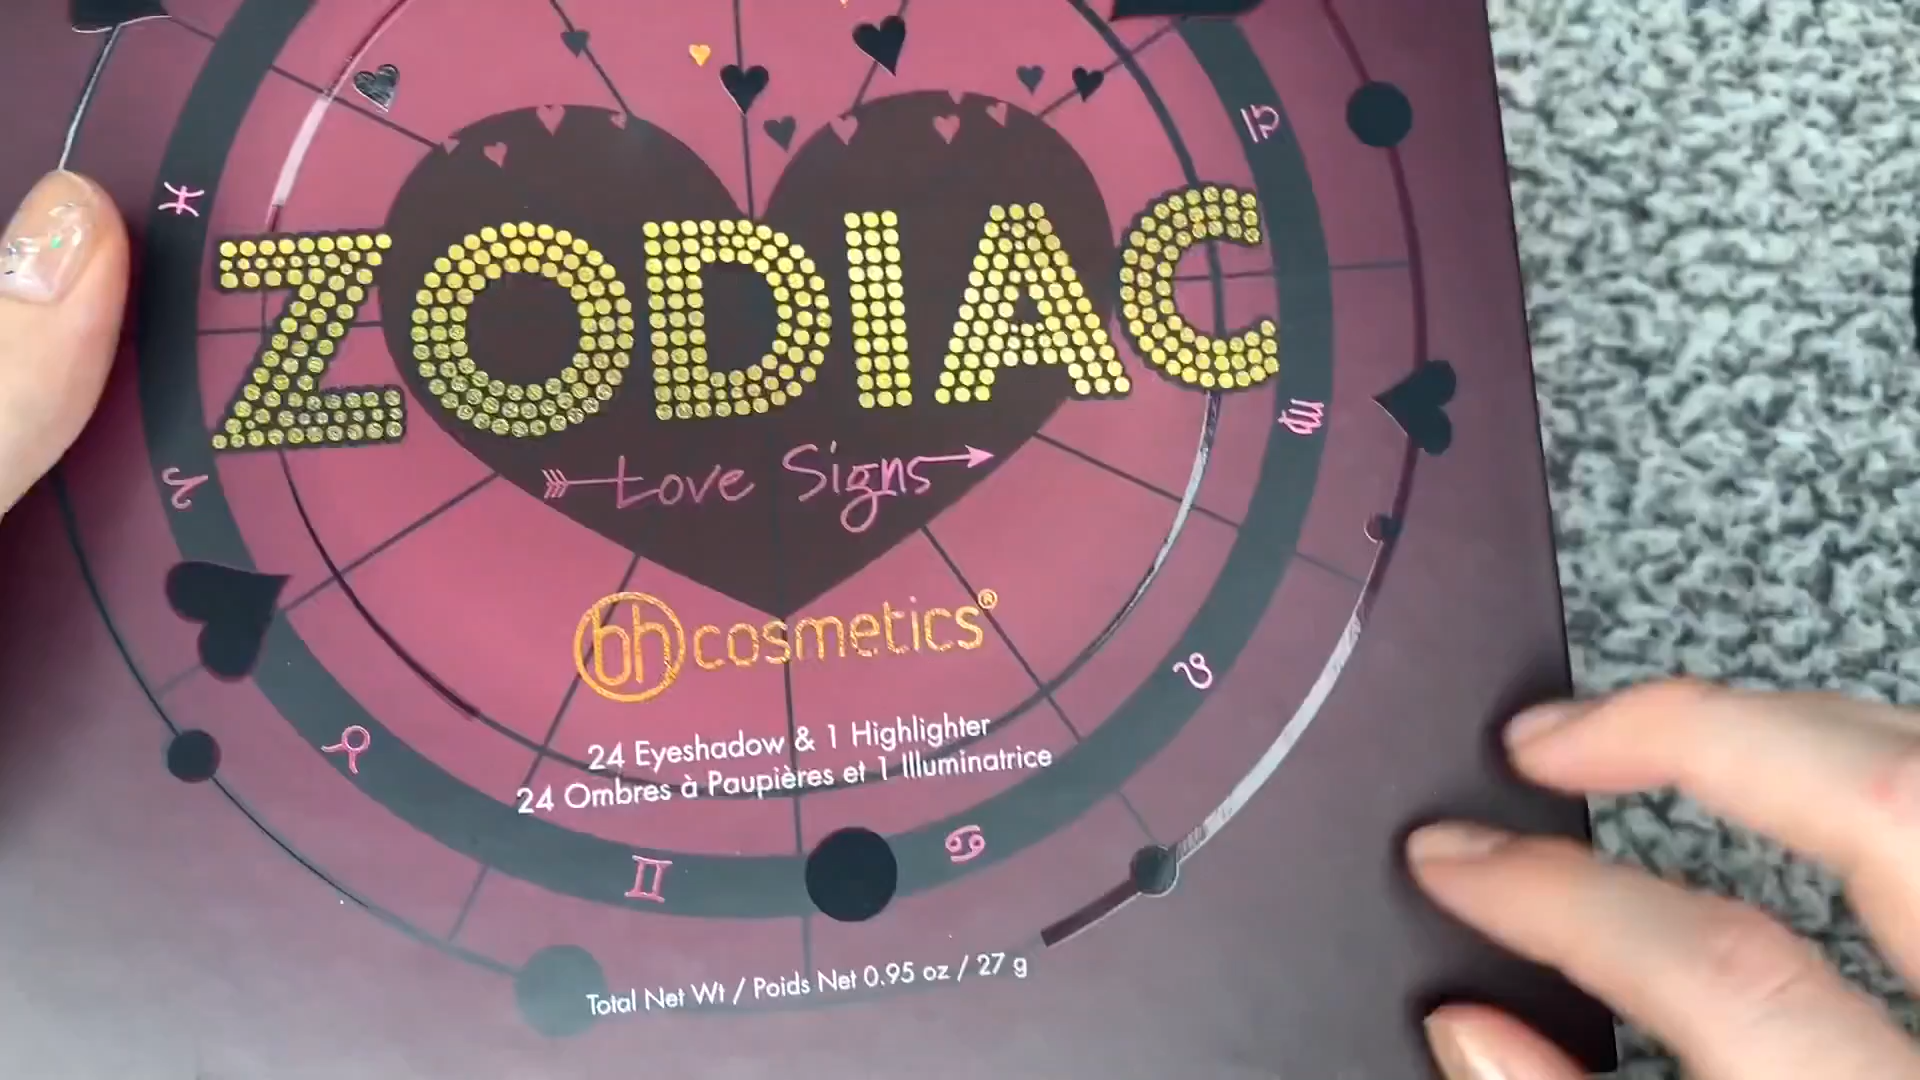 ZODIAC
Love Signs
bh cosmetics®
24 Eyeshadow & 1 Highlighter
24 Ombres à Paupières et 1 Illuminatrice
Total Net Wt / Poids Net 0.95 oz / 27 g